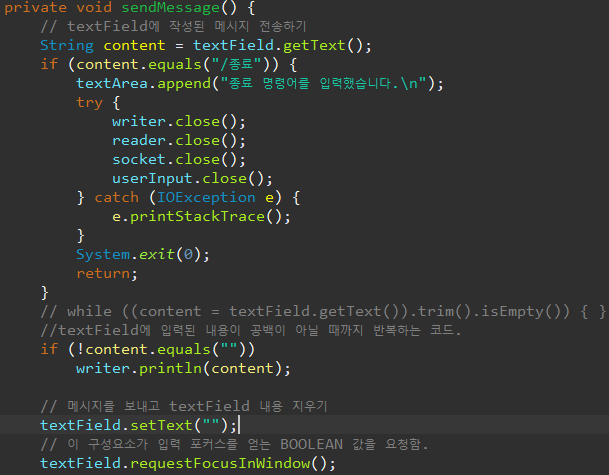 private void sendMessage() {
// textField에 작성된 메시지 전송하기
String content = textField.getText();
if (content.equals("/종료")) {
textArea.append("종료 명령어를 입력했습니다.\n");
try {
writer.close();
reader.close();
socket.close();
userInput.close();
} catch (IOException e) {
e.printStackTrace();
}
System.exit(0);
return;
}
// while ((content = textField.getText()).trim().isEmpty()) { }
//textField에 입력된 내용이 공백이 아닐 때까지 반복하는 코드.
if (!content.equals(""))
writer.println(content);
// 메시지를 보내고 textField 내용 지우기
textField.setText("");
// 이 구성요소가 입력 포커스를 얻는 BOOLEAN 값을 요청함.
textField.requestFocusInWindow();